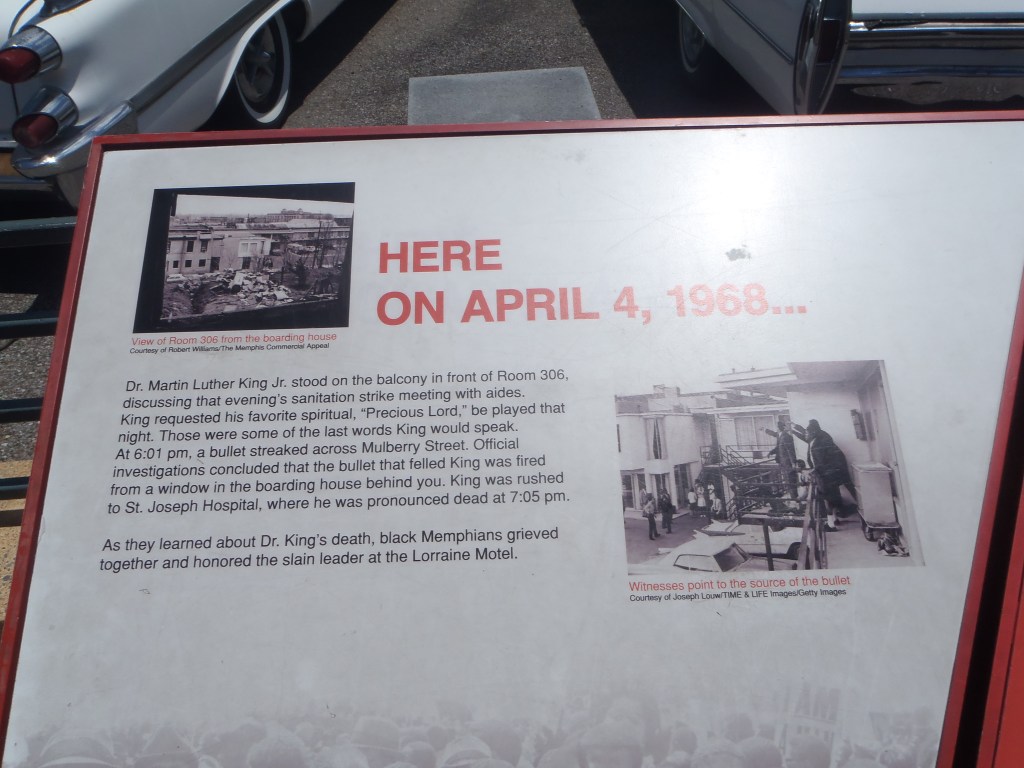 HERE
ON APRIL 4, 1968...
View of Room 306 from the boarding house
Courtesy of Robert Williams/The Memphis Commercial Appeal
Dr. Martin Luther King Jr. stood on the balcony in front of Room 306,
discussing that evening's sanitation strike meeting with aides.
King requested his favorite spiritual, "Precious Lord," be played that
night. Those were some of the last words King would speak.
At 6:01 pm, a bullet streaked across Mulberry Street. Official
investigations concluded that the bullet that felled King was fired
from a window in the boarding house behind you. King was rushed
to St. Joseph Hospital, where he was pronounced dead at 7:05 pm.
As they learned about Dr. King's death, black Memphians grieved
together and honored the slain leader at the Lorraine Motel.
Witnesses point to the source of the bullet
Courtesy of Joseph Louw/TIME & LIFE Images/Getty Images